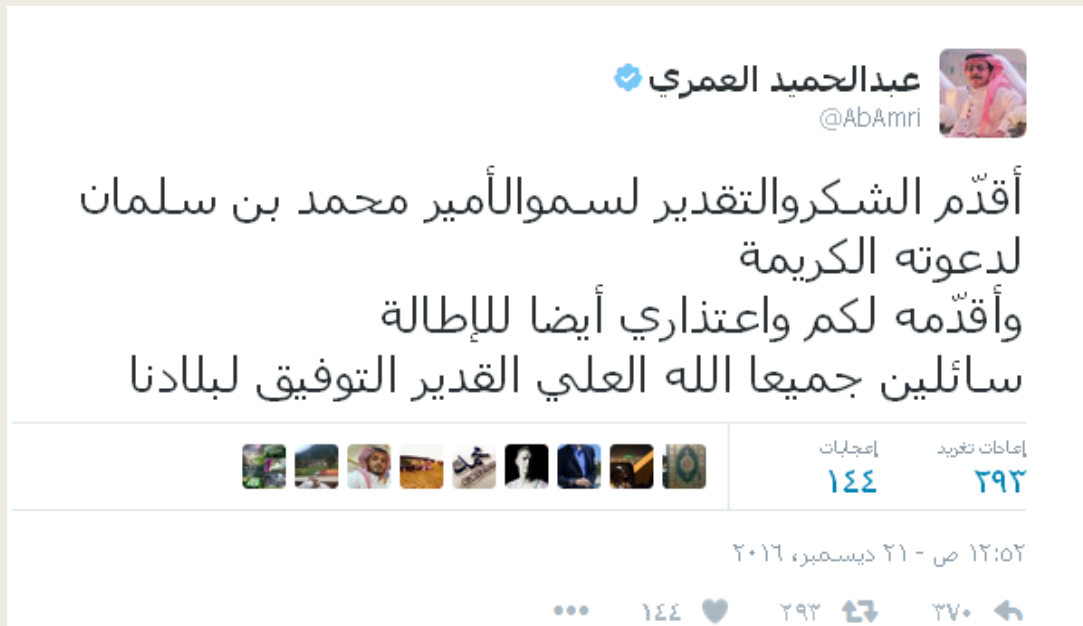 عبدالحميد العمري
@AbAmri
أقدّم الشكروالتقدير لسموالأمير محمد بن سلمان
لدعوته الكريمة
وأقدّمه لكم واعتذاري أيضا للإطالة
سائلين جميعا الله العلي القدير التوفيق لبلادنا
إعادات تغريد إعجابات
٢٩٣ ١٤٤
١٢:٥٢ ص - ٢١ ديسمبر، ٢٠١٦
٣٧٠ ٢٩٣ ١٤٤